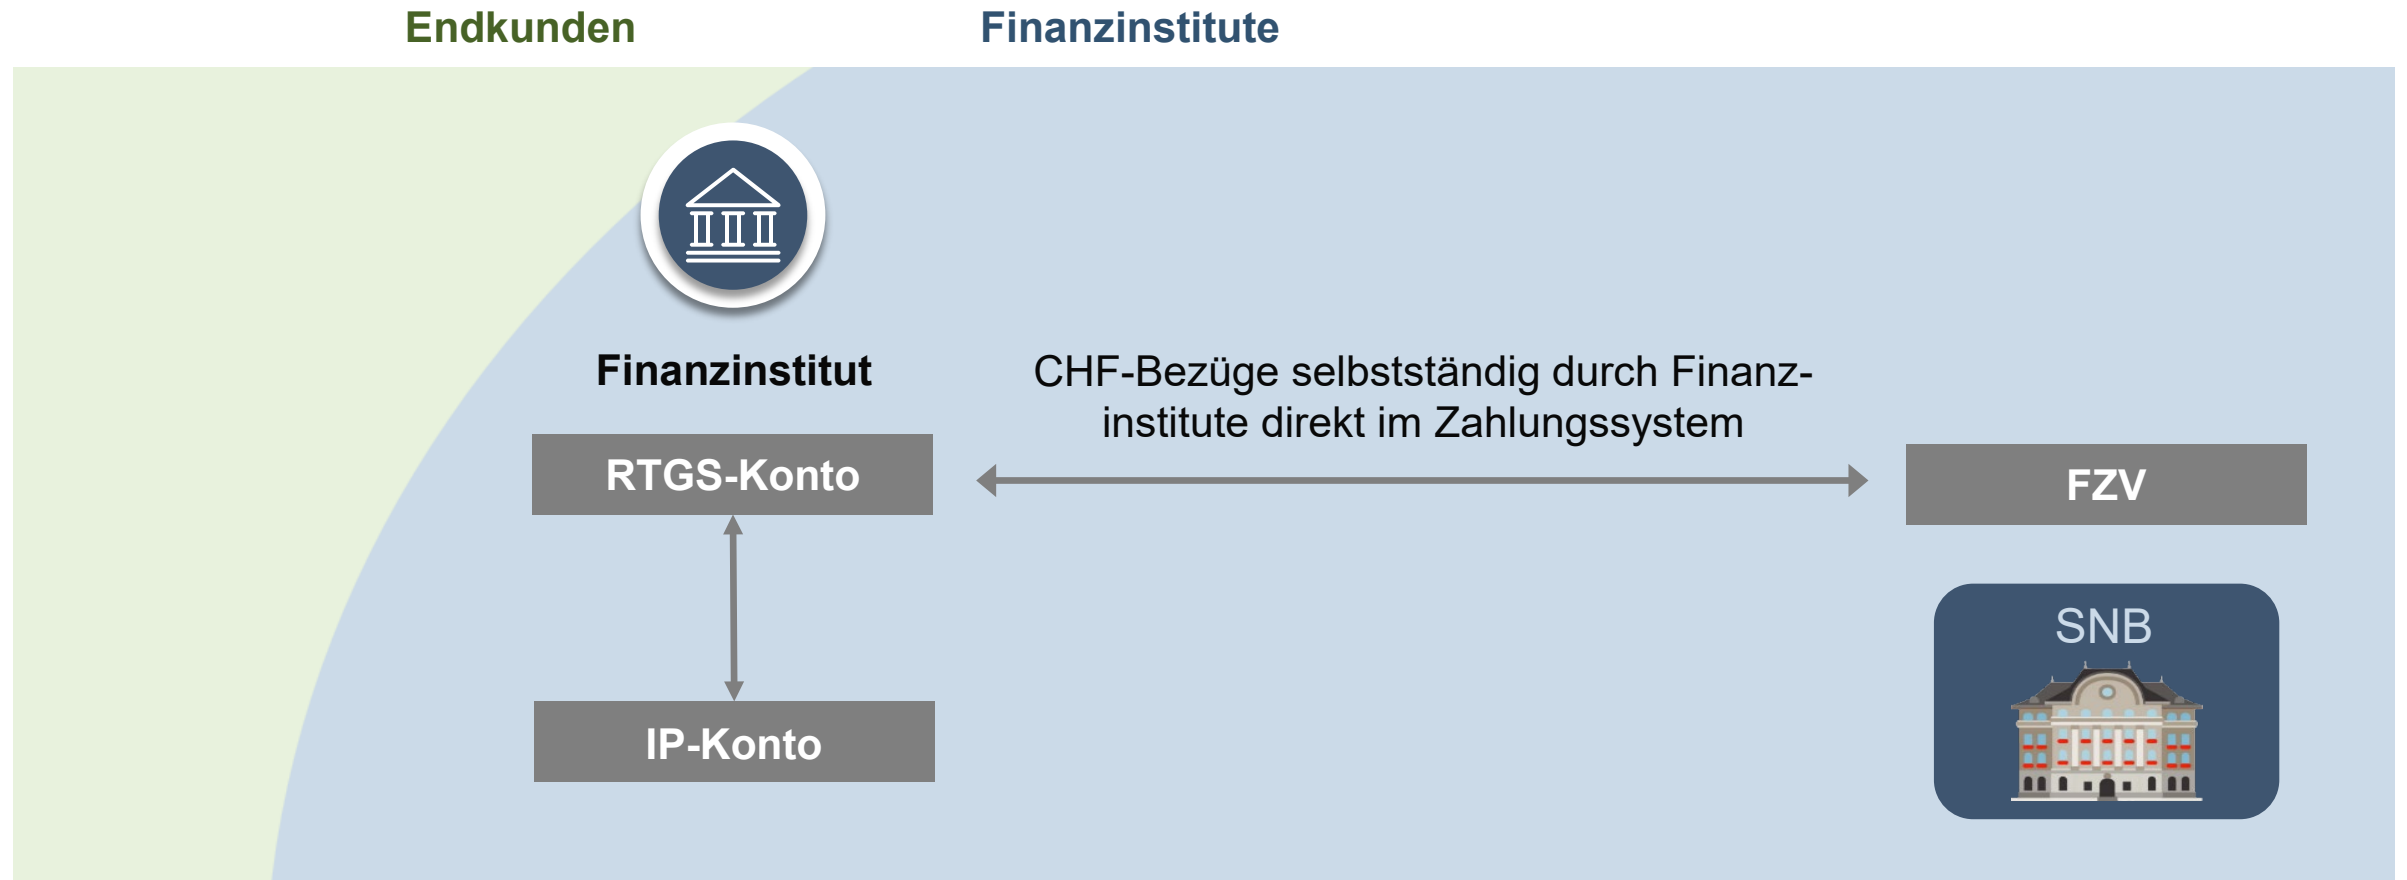 Endkunden
Finanzinstitute
Finanzinstitut
CHF-Bezüge selbstständig durch Finanz-
institute direkt im Zahlungssystem
RTGS-Konto
FZV
SNB
IP-Konto